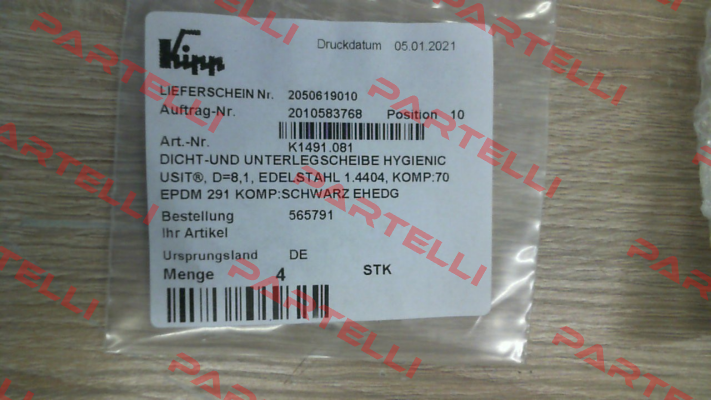 Kipp
Druckdatum 05.01.2021
LIEFERSCHEIN Nr. 2050619010
Auftrag-Nr. 2010583768 Position 10
Art.-Nr. K1491.081
DICHT-UND UNTERLEGSCHEIBE HYGIENIC
USIT®, D=8,1, EDELSTAHL 1.4404, KOMP:70
EPDM 291 KOMP:SCHWARZ EHEDG
Bestellung 565791
Ihr Artikel
Ursprungsland DE
Menge 4 STK
PARTELLI
PARTELLI
PARTELLI
PARTELLI
PARTELLI
PARTELLI
PARTELLI
PARTELLI